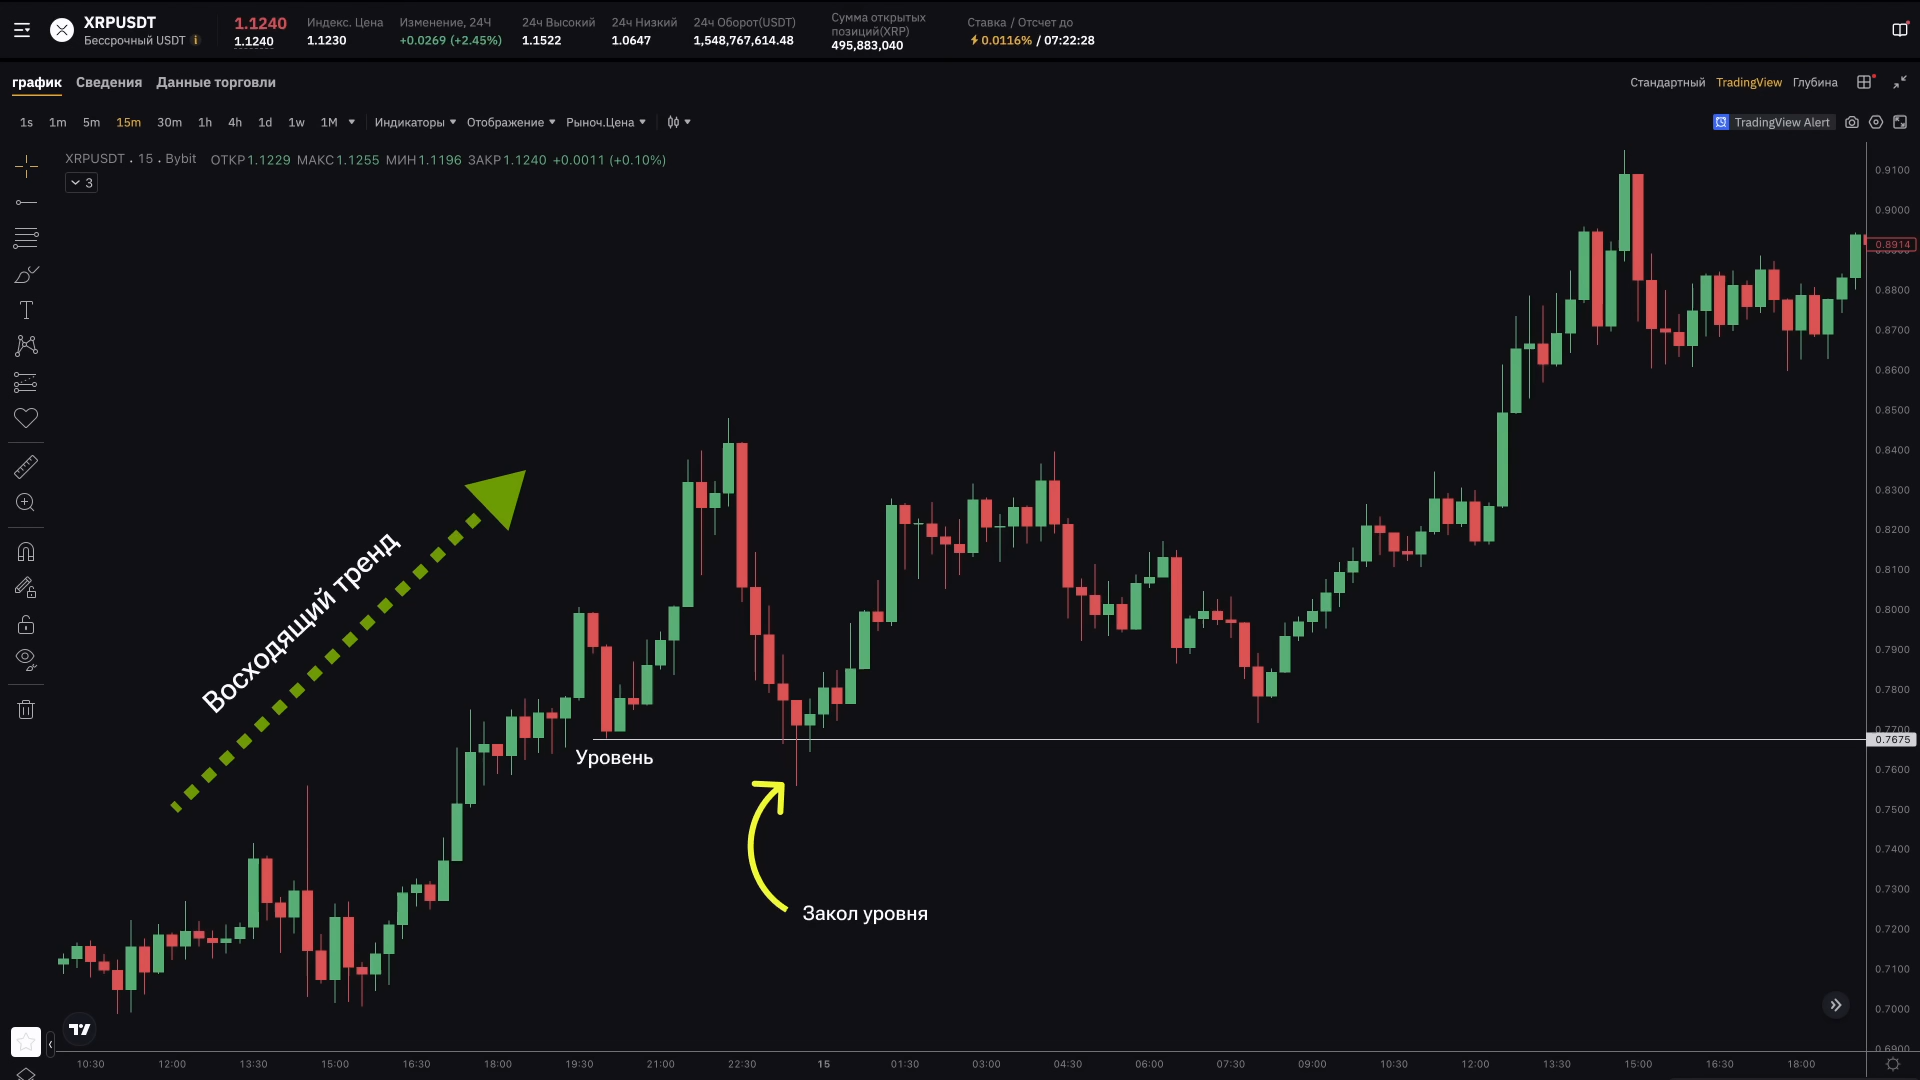 XRPUSDT
Бессрочный USDT
1.1240
1.1240
Индекс. Цена
1.1230
Изменение, 24Ч
+0.0269 (+2.45%)
24ч Высокий
1.1522
24ч Низкий
1.0647
24ч Оборот(USDT)
1,548,767,614.48
Сумма открытых
позиций(XRP)
495,883,040
Ставка / Отсчет до
0.0116% / 07:22:28
график Сведения Данные торговли
Стандартный TradingView Глубина
1s 1m 5m 15m 30m 1h 4h 1d 1w 1M Индикаторы Отображение Рыноч.Цена
TradingView Alert
XRPUSDT . 15 . Bybit ОТКР1.1229 МАКС1.1255 МИН1.1196 ЗАКР1.1240 +0.0011 (+0.10%)
3
0.9100
0.9000
0.8914
0.8800
0.8700
0.8600
0.8500
0.8400
0.8300
0.8200
0.8100
0.8000
0.7900
0.7800
0.7700
0.7675
0.7600
0.7500
0.7400
0.7300
0.7200
0.7100
0.7000
0.6900
Восходящий тренд
Уровень
Закол уровня
10:30 12:00 13:30 15:00 16:30 18:00 19:30 21:00 22:30 15 01:30 03:00 04:30 06:00 07:30 09:00 10:30 12:00 13:30 15:00 16:30 18:00